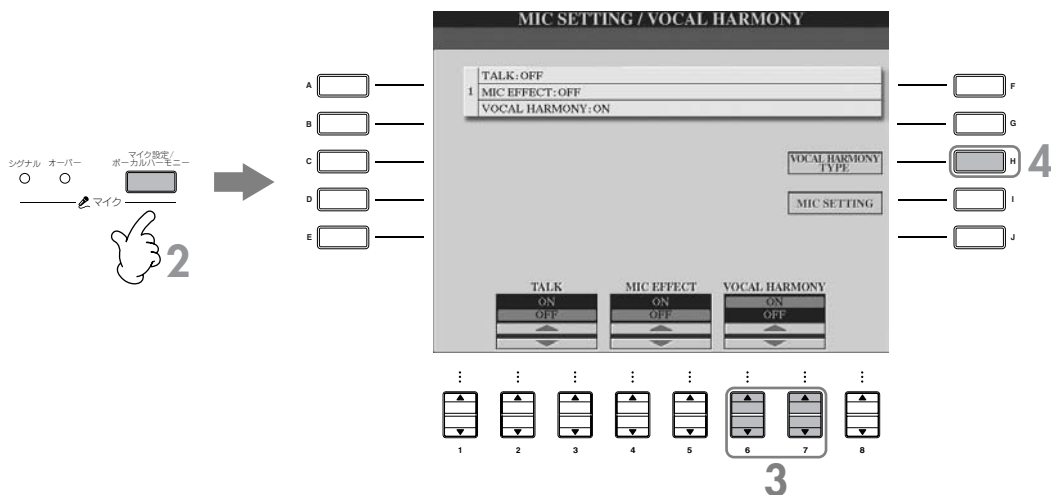 MIC SETTING / VOCAL HARMONY
TALK:OFF
1 MIC EFFECT:OFF
VOCAL HARMONY:ON
A
B
C
D
E
F
G
H
I
J
4
VOCAL HARMONY
TYPE
MIC SETTING
シグナル オーバー マイク設定/
ボーカルハーモニー
マイク
2
TALK MIC EFFECT VOCAL HARMONY
ON ON ON
OFF OFF OFF
1 2 3 4 5 6 7 8
3